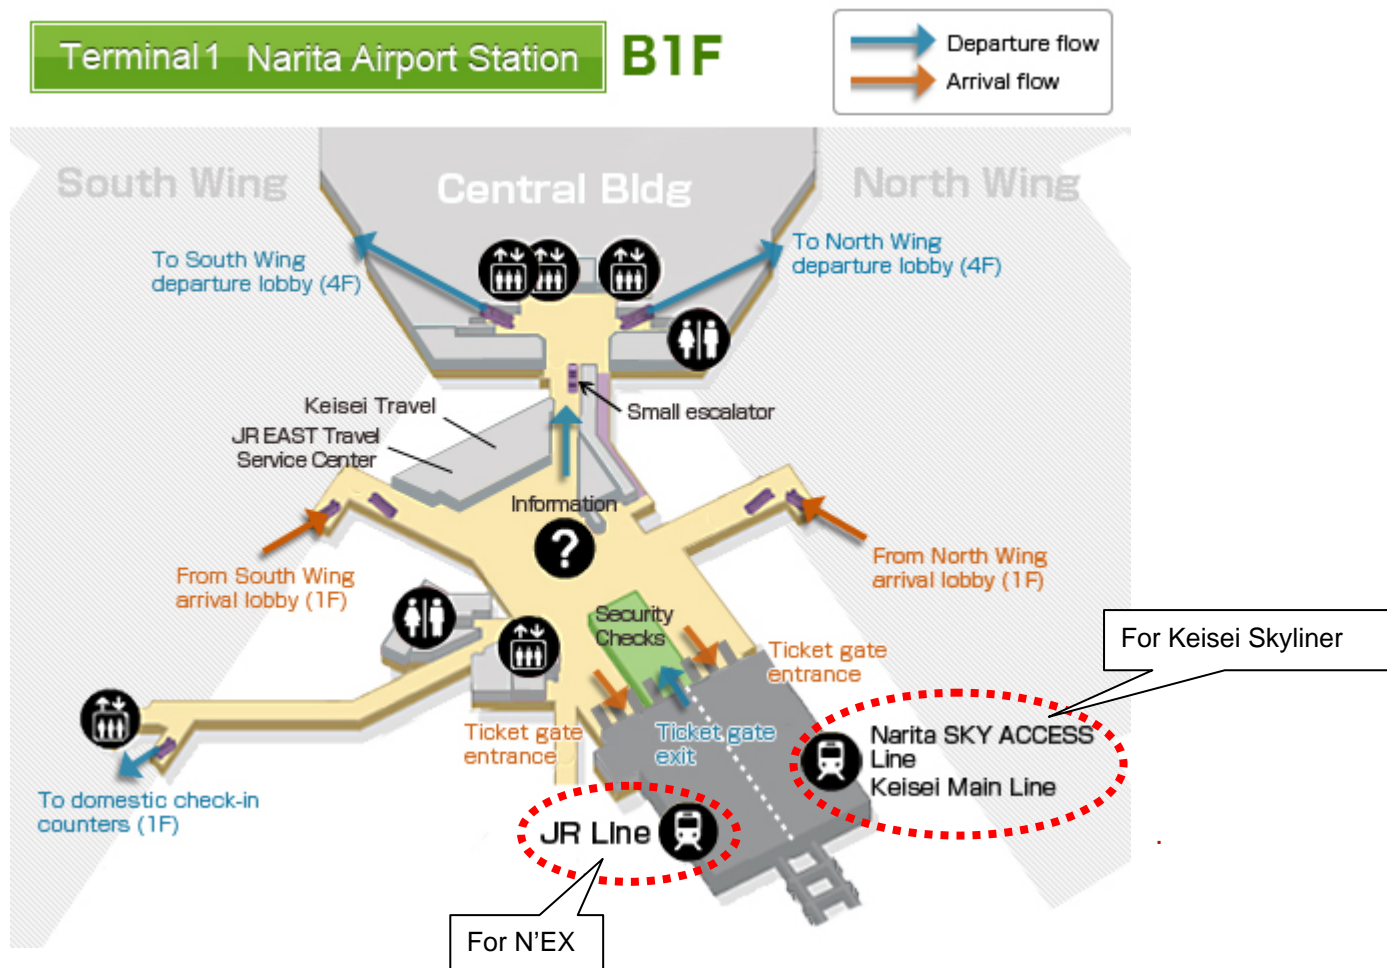 Terminal1 Narita Airport Station B1F
Departure flow
Arrival flow
South Wing
Central Bldg
North Wing
To South Wing
departure lobby (4F)
To North Wing
departure lobby (4F)
Small escalator
Keisei Travel
JR EAST Travel
Service Center
Information
?
From South Wing
arrival lobby (1F)
From North Wing
arrival lobby (1F)
Security
Checks
Ticket gate
entrance
Ticket gate
entrance
Ticket gate
exit
For Keisei Skyliner
Narita SKY ACCESS
Line
Keisei Main Line
To domestic check-in
counters (1F)
JR Line
For N'EX